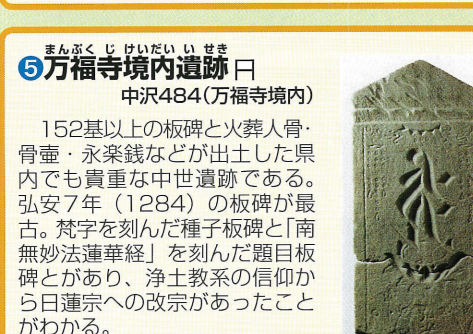 まんぷくじけいだいいせき
❺万福寺境内遺跡
中沢484（万福寺境内）
　152基以上の板碑と火葬人骨・
骨壷・永楽銭などが出土した県
内でも貴重な中世遺跡である。
弘安7年（1284）の板碑が最
古。梵字を刻んだ種子板碑と「南
無妙法蓮華経」を刻んだ題目板
碑とがあり、浄土教系の信仰か
ら日蓮宗への改宗があったこと
がわかる。